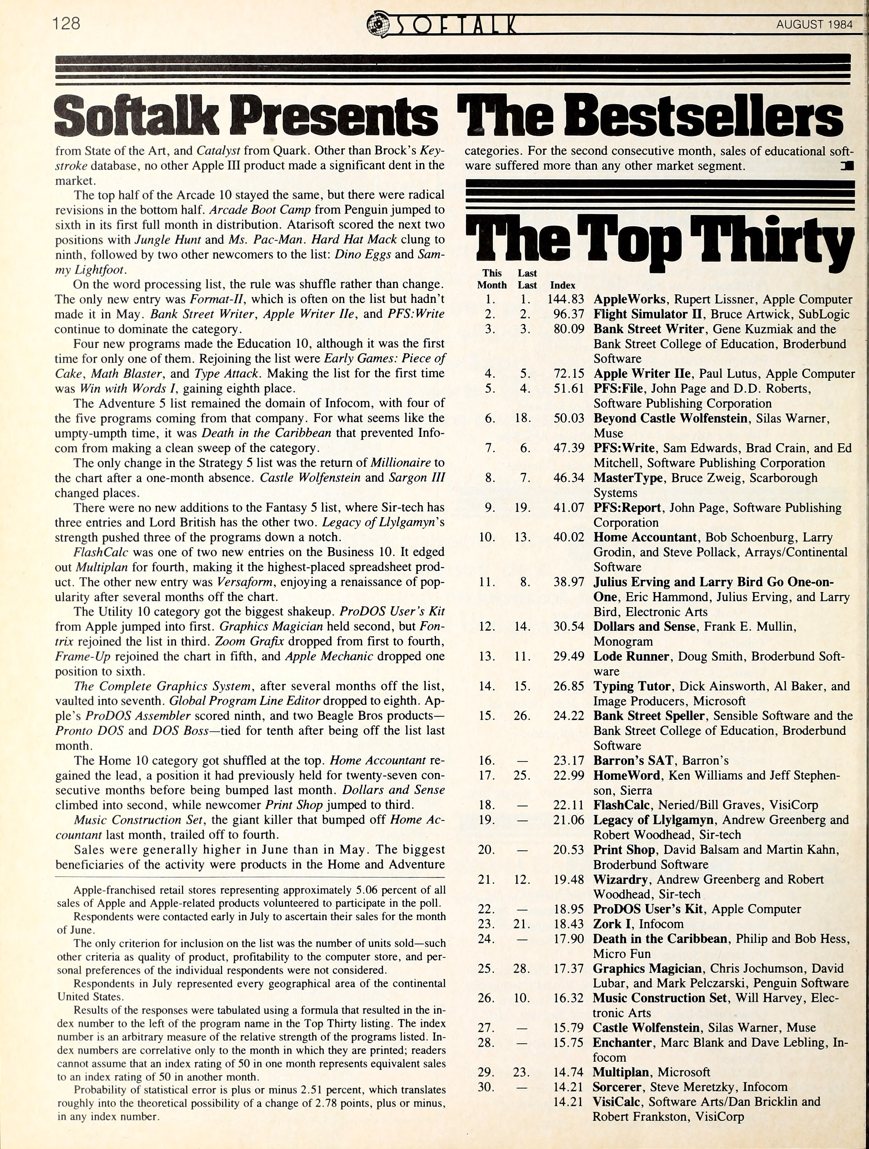 128
SOFTALK
AUGUST 1984
Softalk Presents The Bestsellers
from State of the Art, and Catalyst from Quark. Other than Brock's Key-
stroke database, no other Apple III product made a significant dent in the
market.
The top half of the Arcade 10 stayed the same, but there were radical
revisions in the bottom half. Arcade Boot Camp from Penguin jumped to
sixth in its first full month in distribution. Atarisoft scored the next two
positions with Jungle Hunt and Ms. Pac-Man. Hard Hat Mack clung to
ninth, followed by two other newcomers to the list: Dino Eggs and Sam-
my Lightfoot.
On the word processing list, the rule was shuffle rather than change.
The only new entry was Format-II, which is often on the list but hadn't
made it in May. Bank Street Writer, Apple Writer IIe, and PFS:Write
continue to dominate the category.
Four new programs made the Education 10, although it was the first
time for only one of them. Rejoining the list were Early Games: Piece of
Cake, Math Blaster, and Type Attack. Making the list for the first time
was Win with Words I, gaining eighth place.
The Adventure 5 list remained the domain of Infocom, with four of
the five programs coming from that company. For what seems like the
umpty-umpth time, it was Death in the Caribbean that prevented Info-
com from making a clean sweep of the category.
The only change in the Strategy 5 list was the return of Millionaire to
the chart after a one-month absence. Castle Wolfenstein and Sargon III
changed places.
There were no new additions to the Fantasy 5 list, where Sir-tech has
three entries and Lord British has the other two. Legacy of Llylgamyn's
strength pushed three of the programs down a notch.
FlashCalc was one of two new entries on the Business 10. It edged
out Multiplan for fourth, making it the highest-placed spreadsheet prod-
uct. The other new entry was Versaform, enjoying a renaissance of pop-
ularity after several months off the chart.
The Utility 10 category got the biggest shakeup. ProDOS User's Kit
from Apple jumped into first. Graphics Magician held second, but Fon-
trix rejoined the list in third. Zoom Grafix dropped from first to fourth,
Frame-Up rejoined the chart in fifth, and Apple Mechanic dropped one
position to sixth.
The Complete Graphics System, after several months off the list,
vaulted into seventh. Global Program Line Editor dropped to eighth. Ap-
ple's ProDOS Assembler scored ninth, and two Beagle Bros products—
Pronto DOS and DOS Boss—tied for tenth after being off the list last
month.
The Home 10 category got shuffled at the top. Home Accountant re-
gained the lead, a position it had previously held for twenty-seven con-
secutive months before being bumped last month. Dollars and Sense
climbed into second, while newcomer Print Shop jumped to third.
Music Construction Set, the giant killer that bumped off Home Ac-
countant last month, trailed off to fourth.
Sales were generally higher in June than in May. The biggest
beneficiaries of the activity were products in the Home and Adventure
Apple-franchised retail stores representing approximately 5.06 percent of all
sales of Apple and Apple-related products volunteered to participate in the poll.
Respondents were contacted early in July to ascertain their sales for the month
of June.
The only criterion for inclusion on the list was the number of units sold—such
other criteria as quality of product, profitability to the computer store, and per-
sonal preferences of the individual respondents were not considered.
Respondents in July represented every geographical area of the continental
United States.
Results of the responses were tabulated using a formula that resulted in the in-
dex number to the left of the program name in the Top Thirty listing. The index
number is an arbitrary measure of the relative strength of the programs listed. In-
dex numbers are correlative only to the month in which they are printed; readers
cannot assume that an index rating of 50 in one month represents equivalent sales
to an index rating of 50 in another month.
Probability of statistical error is plus or minus 2.51 percent, which translates
roughly into the theoretical possibility of a change of 2.78 points, plus or minus,
in any index number.
categories. For the second consecutive month, sales of educational soft-
ware suffered more than any other market segment.
The Top Thirty
This Last
Month Last Index
1. 1. 144.83 AppleWorks, Rupert Lissner, Apple Computer
2. 2. 96.37 Flight Simulator II, Bruce Artwick, SubLogic
3. 3. 80.09 Bank Street Writer, Gene Kuzmiak and the
Bank Street College of Education, Broderbund
Software
4. 5. 72.15 Apple Writer IIe, Paul Lutus, Apple Computer
5. 4. 51.61 PFS:File, John Page and D.D. Roberts,
Software Publishing Corporation
6. 18. 50.03 Beyond Castle Wolfenstein, Silas Warner,
Muse
7. 6. 47.39 PFS:Write, Sam Edwards, Brad Crain, and Ed
Mitchell, Software Publishing Corporation
8. 7. 46.34 MasterType, Bruce Zweig, Scarborough
Systems
9. 19. 41.07 PFS:Report, John Page, Software Publishing
Corporation
10. 13. 40.02 Home Accountant, Bob Schoenburg, Larry
Grodin, and Steve Pollack, Arrays/Continental
Software
11. 8. 38.97 Julius Erving and Larry Bird Go One-on-
One, Eric Hammond, Julius Erving, and Larry
Bird, Electronic Arts
12. 14. 30.54 Dollars and Sense, Frank E. Mullin,
Monogram
13. 11. 29.49 Lode Runner, Doug Smith, Broderbund Soft-
ware
14. 15. 26.85 Typing Tutor, Dick Ainsworth, Al Baker, and
Image Producers, Microsoft
15. 26. 24.22 Bank Street Speller, Sensible Software and the
Bank Street College of Education, Broderbund
Software
16. — 23.17 Barron's SAT, Barron's
17. 25. 22.99 HomeWord, Ken Williams and Jeff Stephen-
son, Sierra
18. — 22.11 FlashCalc, Neried/Bill Graves, VisiCorp
19. — 21.06 Legacy of Llylgamyn, Andrew Greenberg and
Robert Woodhead, Sir-tech
20. — 20.53 Print Shop, David Balsam and Martin Kahn,
Broderbund Software
21. 12. 19.48 Wizardry, Andrew Greenberg and Robert
Woodhead, Sir-tech
22. — 18.95 ProDOS User's Kit, Apple Computer
23. 21. 18.43 Zork I, Infocom
24. — 17.90 Death in the Caribbean, Philip and Bob Hess,
Micro Fun
25. 28. 17.37 Graphics Magician, Chris Jochumson, David
Lubar, and Mark Pelczarski, Penguin Software
26. 10. 16.32 Music Construction Set, Will Harvey, Elec-
tronic Arts
27. — 15.79 Castle Wolfenstein, Silas Warner, Muse
28. — 15.75 Enchanter, Marc Blank and Dave Lebling, In-
focom
29. 23. 14.74 Multiplan, Microsoft
30. — 14.21 Sorcerer, Steve Meretzky, Infocom
14.21 VisiCalc, Software Arts/Dan Bricklin and
Robert Frankston, VisiCorp